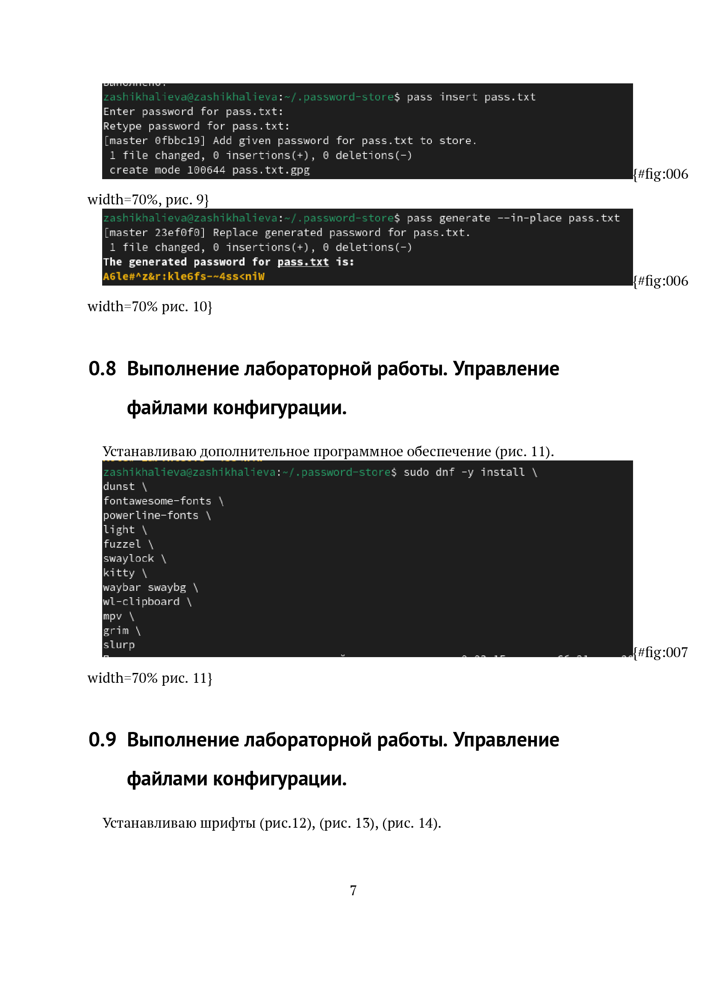 zashikhalieva@zashikhalieva:~/.password-store$ pass insert pass.txt
Enter password for pass.txt:
Retype password for pass.txt:
[master 0fbbc19] Add given password for pass.txt to store.
 1 file changed, 0 insertions(+), 0 deletions(-)
 create mode 100644 pass.txt.gpg
{#fig:006
width=70%, рис. 9}
zashikhalieva@zashikhalieva:~/.password-store$ pass generate --in-place pass.txt
[master 23ef0f0] Replace generated password for pass.txt.
 1 file changed, 0 insertions(+), 0 deletions(-)
The generated password for pass.txt is:
A6le#^z&r:kle6fs-~4ss<niW
{#fig:006
width=70% рис. 10}
0.8 Выполнение лабораторной работы. Управление
файлами конфигурации.
Устанавливаю дополнительное программное обеспечение (рис. 11).
zashikhalieva@zashikhalieva:~/.password-store$ sudo dnf -y install \
dunst \
fontawesome-fonts \
powerline-fonts \
light \
fuzzel \
swaylock \
kitty \
waybar swaybg \
wl-clipboard \
mpv \
grim \
slurp
{#fig:007
width=70% рис. 11}
0.9 Выполнение лабораторной работы. Управление
файлами конфигурации.
Устанавливаю шрифты (рис.12), (рис. 13), (рис. 14).
7